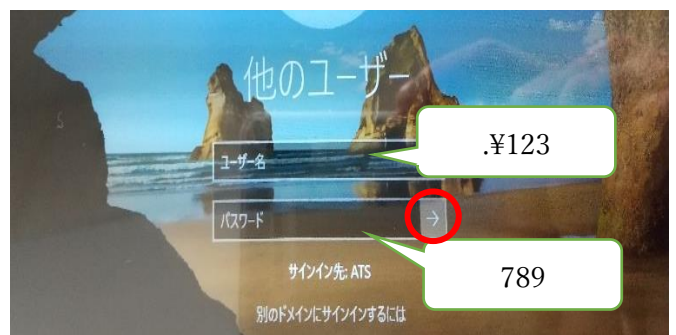 他のユーザー
ユーザー名
.¥123
パスワード
→
サインイン先: ATS
789
別のドメインにサインインするには